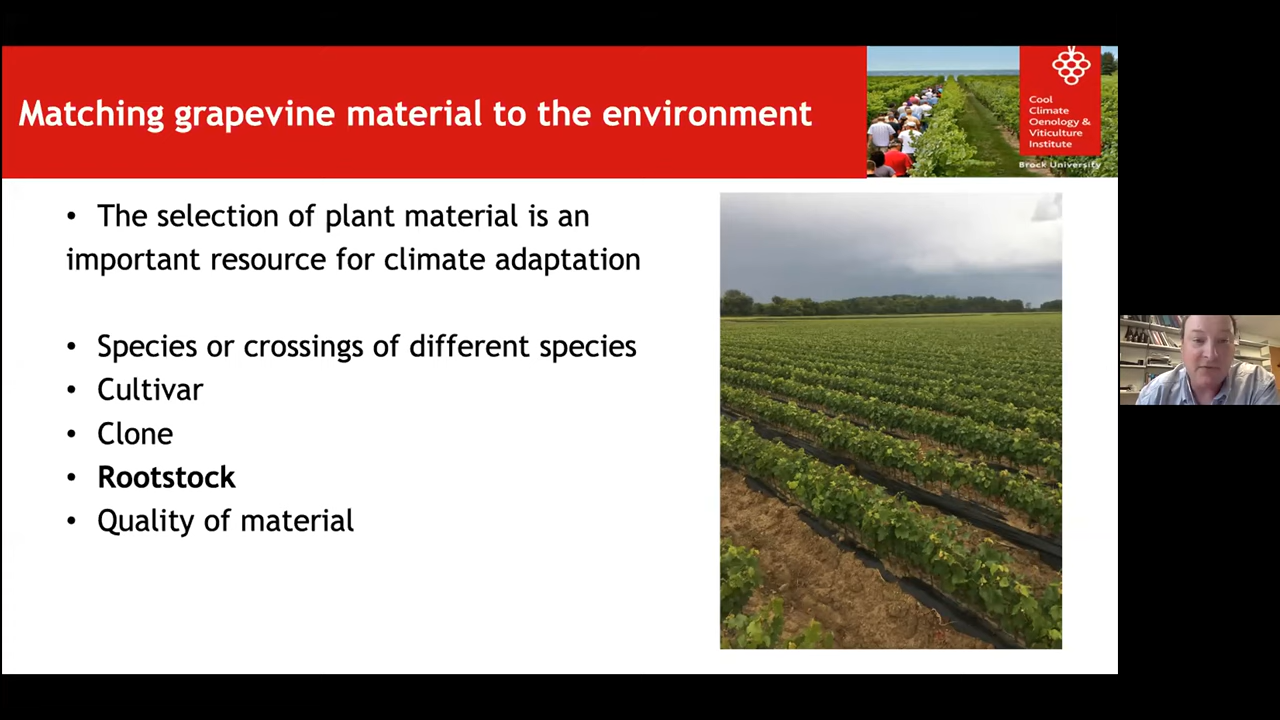 Matching grapevine material to the environment
Cool
Climate
Oenology &
Viticulture
Institute
Brock University
• The selection of plant material is an
important resource for climate adaptation
• Species or crossings of different species
• Cultivar
• Clone
• Rootstock
• Quality of material